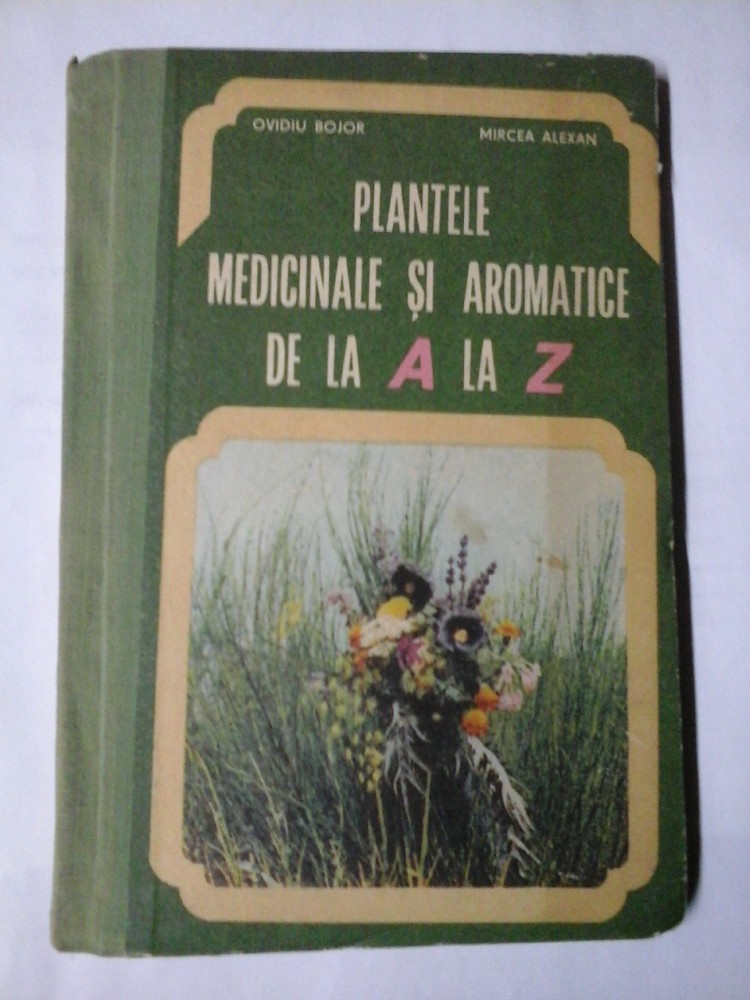 OVIDIU BOJOR
MIRCEA ALEXAN
PLANTELE
MEDICINALE ȘI AROMATICE
DE LA A LA Z